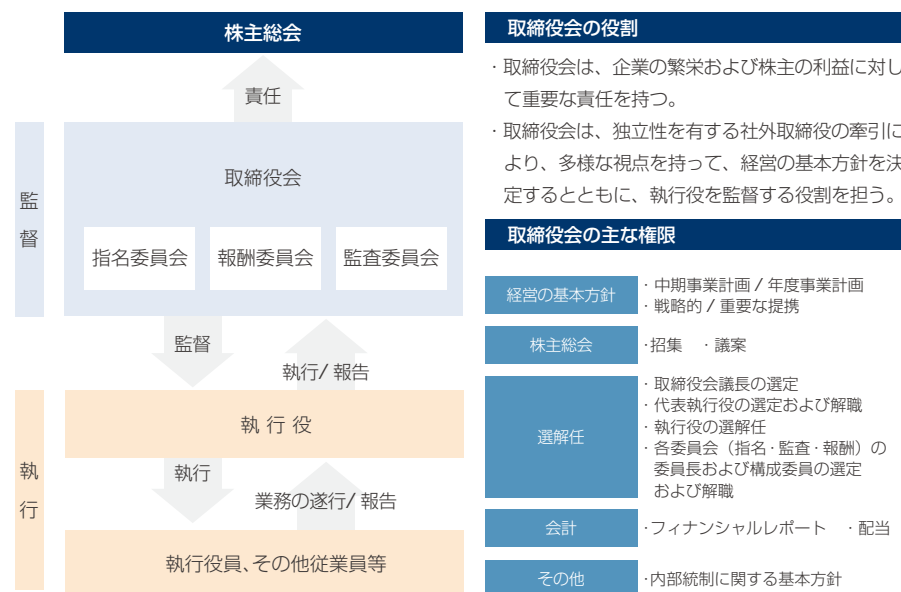 株主総会
責任
監督
取締役会
指名委員会
報酬委員会
監査委員会
監督
執行/ 報告
執行
執 行 役
執行
業務の遂行/ 報告
執行役員、その他従業員等
取締役会の役割
・取締役会は、企業の繁栄および株主の利益に対し
て重要な責任を持つ。
・取締役会は、独立性を有する社外取締役の牽引に
より、多様な視点を持って、経営の基本方針を決
定するとともに、執行役を監督する役割を担う。
取締役会の主な権限
経営の基本方針
・中期事業計画 / 年度事業計画
・戦略的 / 重要な提携
株主総会
・招集 ・議案
選解任
・取締役会議長の選定
・代表執行役の選定および解職
・執行役の選解任
・各委員会（指名・監査・報酬）の
委員長および構成委員の選定
および解職
会計
・フィナンシャルレポート ・配当
その他
・内部統制に関する基本方針